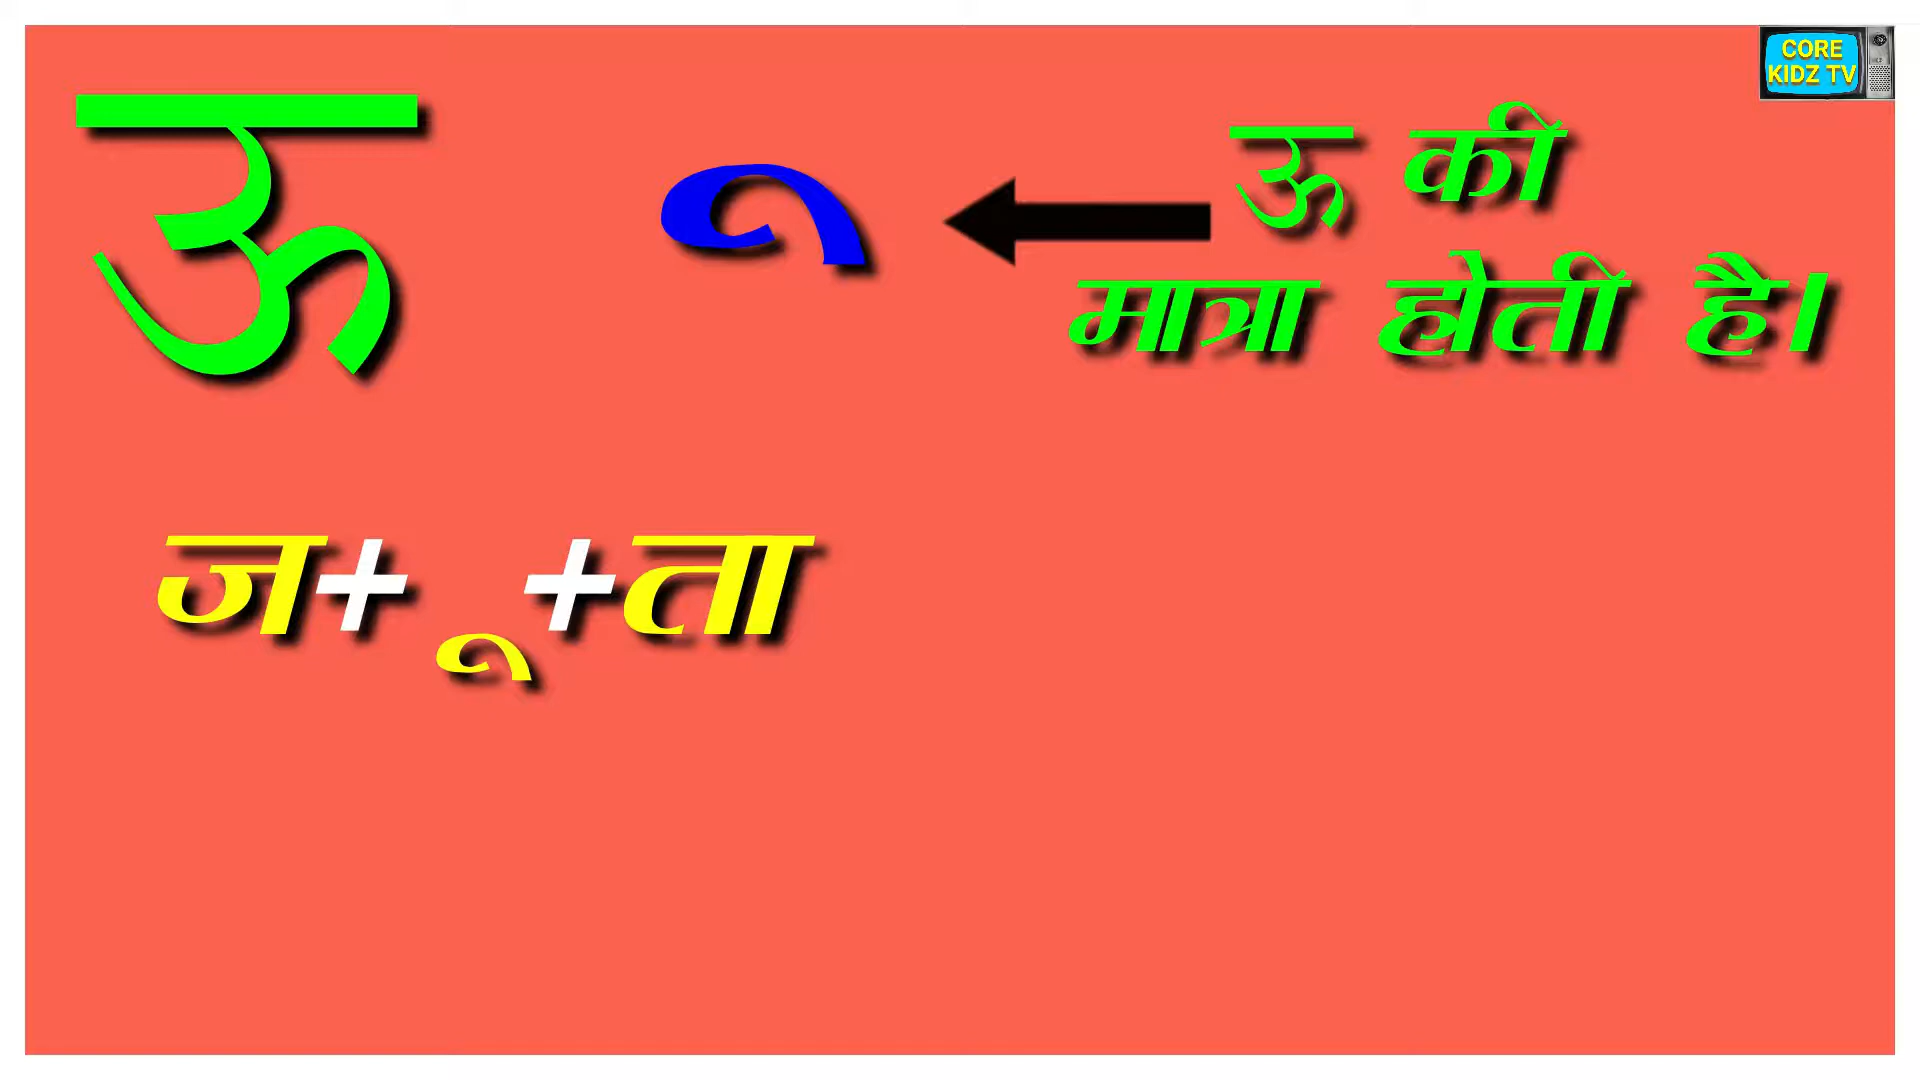 CORE
KIDZ TV
ऊ ू ऊ की
मात्रा होती है।
ज+ ू+ता